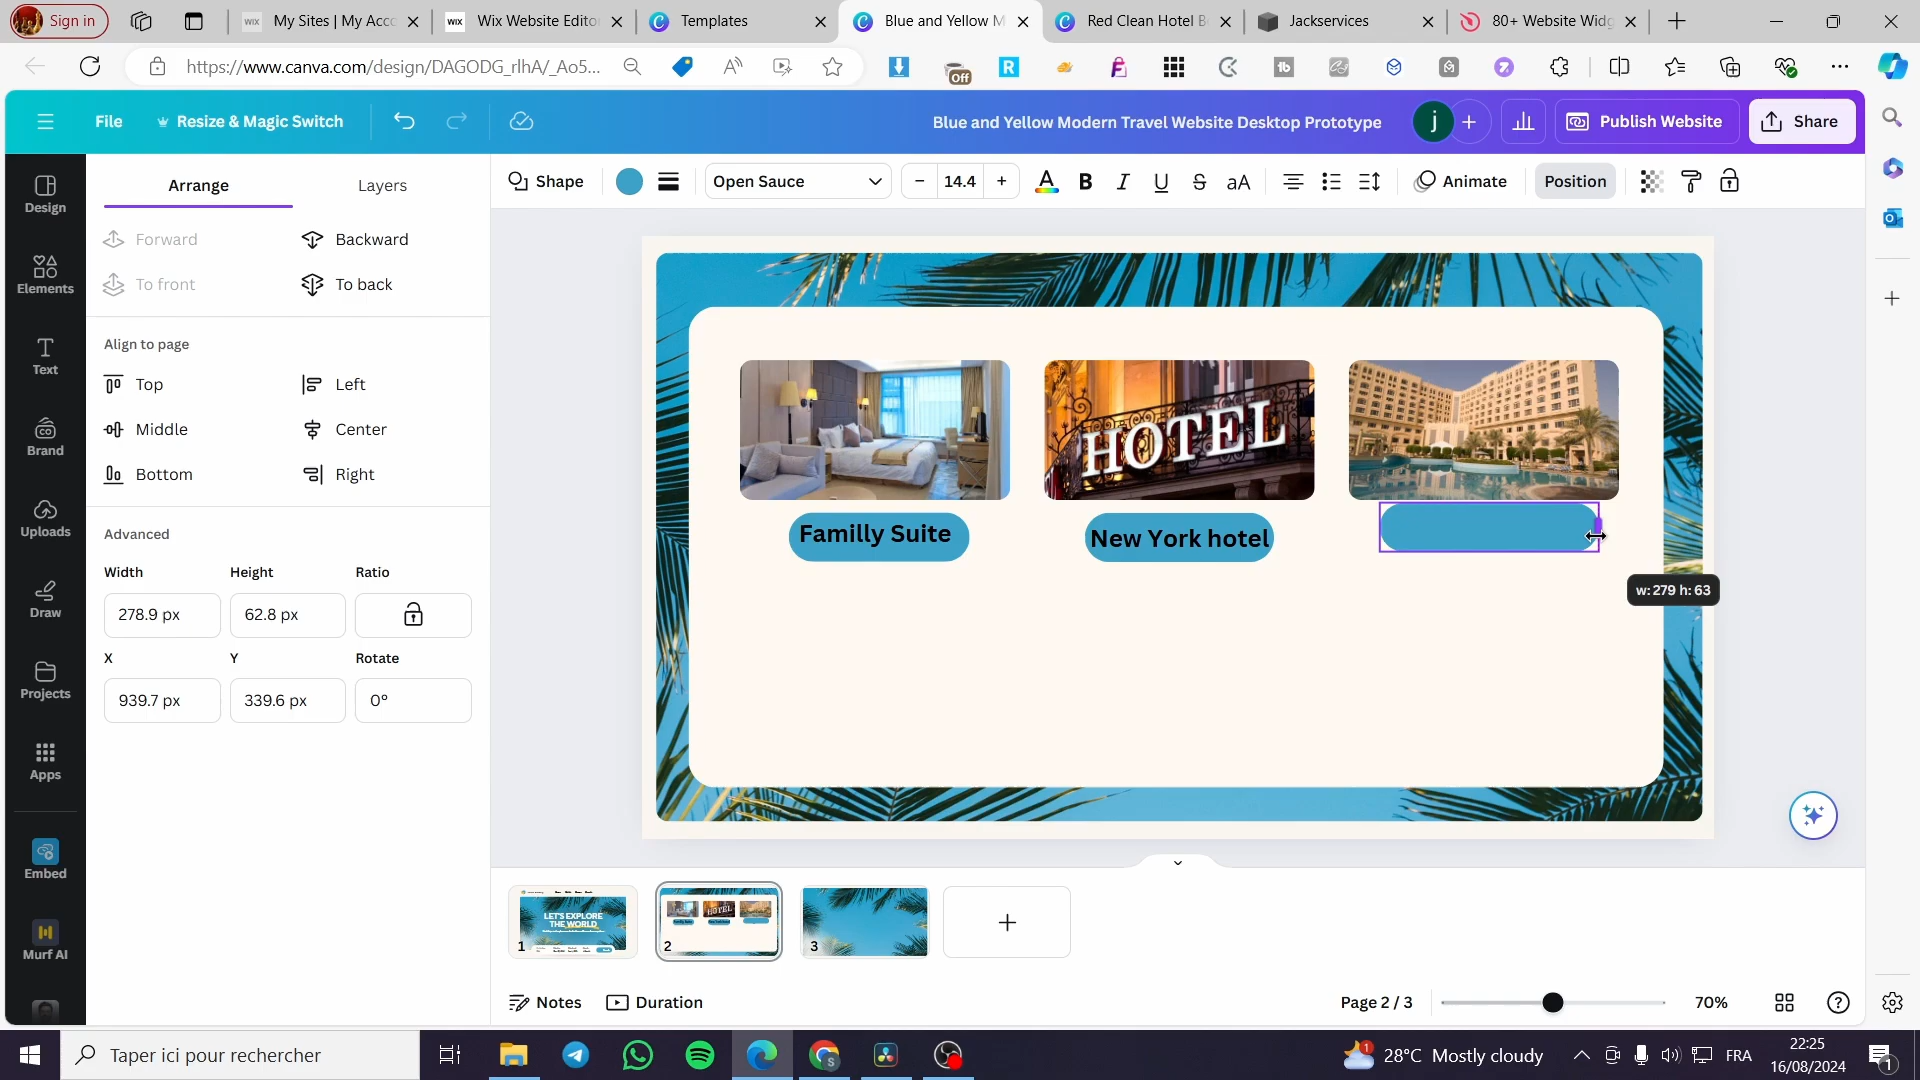 Sign in
My Sites | My Acc
Wix Website Edito
Templates
Blue and Yellow M
Red Clean Hotel B
Jackservices
80+ Website Widg
https://www.canva.com/design/DAGODG_rlhA/_Ao5...
Off
File
Resize & Magic Switch
Blue and Yellow Modern Travel Website Desktop Prototype
j
Publish Website
Share
Design
Elements
Text
Brand
Uploads
Draw
Projects
Apps
Embed
Murf AI
Arrange
Layers
Forward
Backward
To front
To back
Align to page
Top
Left
Middle
Center
Bottom
Right
Advanced
Width
Height
Ratio
278.9 px
62.8 px
X
Y
Rotate
939.7 px
339.6 px
0°
Shape
Open Sauce
14.4
Animate
Position
HOTEL
Familly Suite
New York hotel
w: 279 h: 63
LET'S EXPLORE
THE WORLD
1
2
3
Notes
Duration
Page 2 / 3
70%
Taper ici pour rechercher
28°C Mostly cloudy
FRA
22:25
16/08/2024